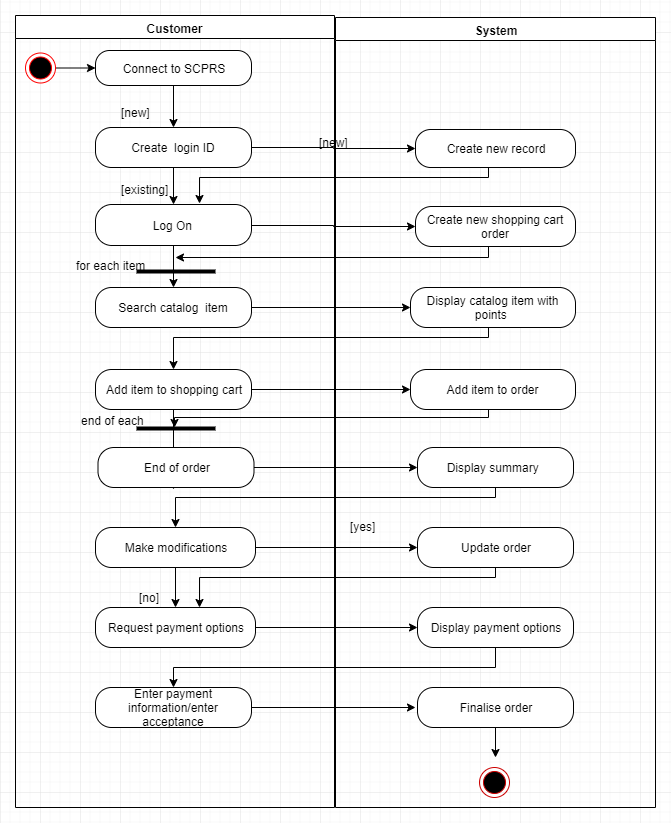 Customer
System
Connect to SCPRS
[new]
Create login ID
[new]
Create new record
[existing]
Log On
Create new shopping cart
order
for each item
Search catalog item
Display catalog item with
points
Add item to shopping cart
Add item to order
end of each
End of order
Display summary
[yes]
Make modifications
Update order
[no]
Request payment options
Display payment options
Enter payment
information/enter
acceptance
Finalise order